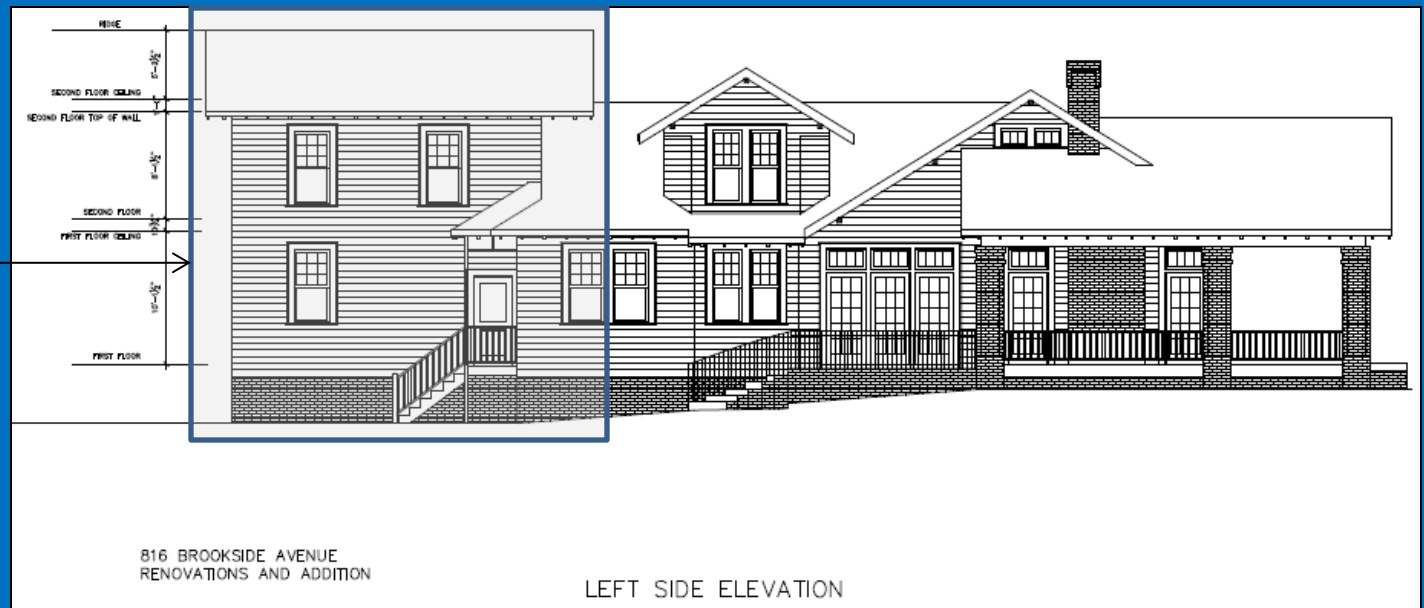 RIDGE
SECOND FLOOR CEILING
SECOND FLOOR TOP OF WALL
SECOND FLOOR
FIRST FLOOR CEILING
FIRST FLOOR
816 BROOKSIDE AVENUE
RENOVATIONS AND ADDITION
LEFT SIDE ELEVATION